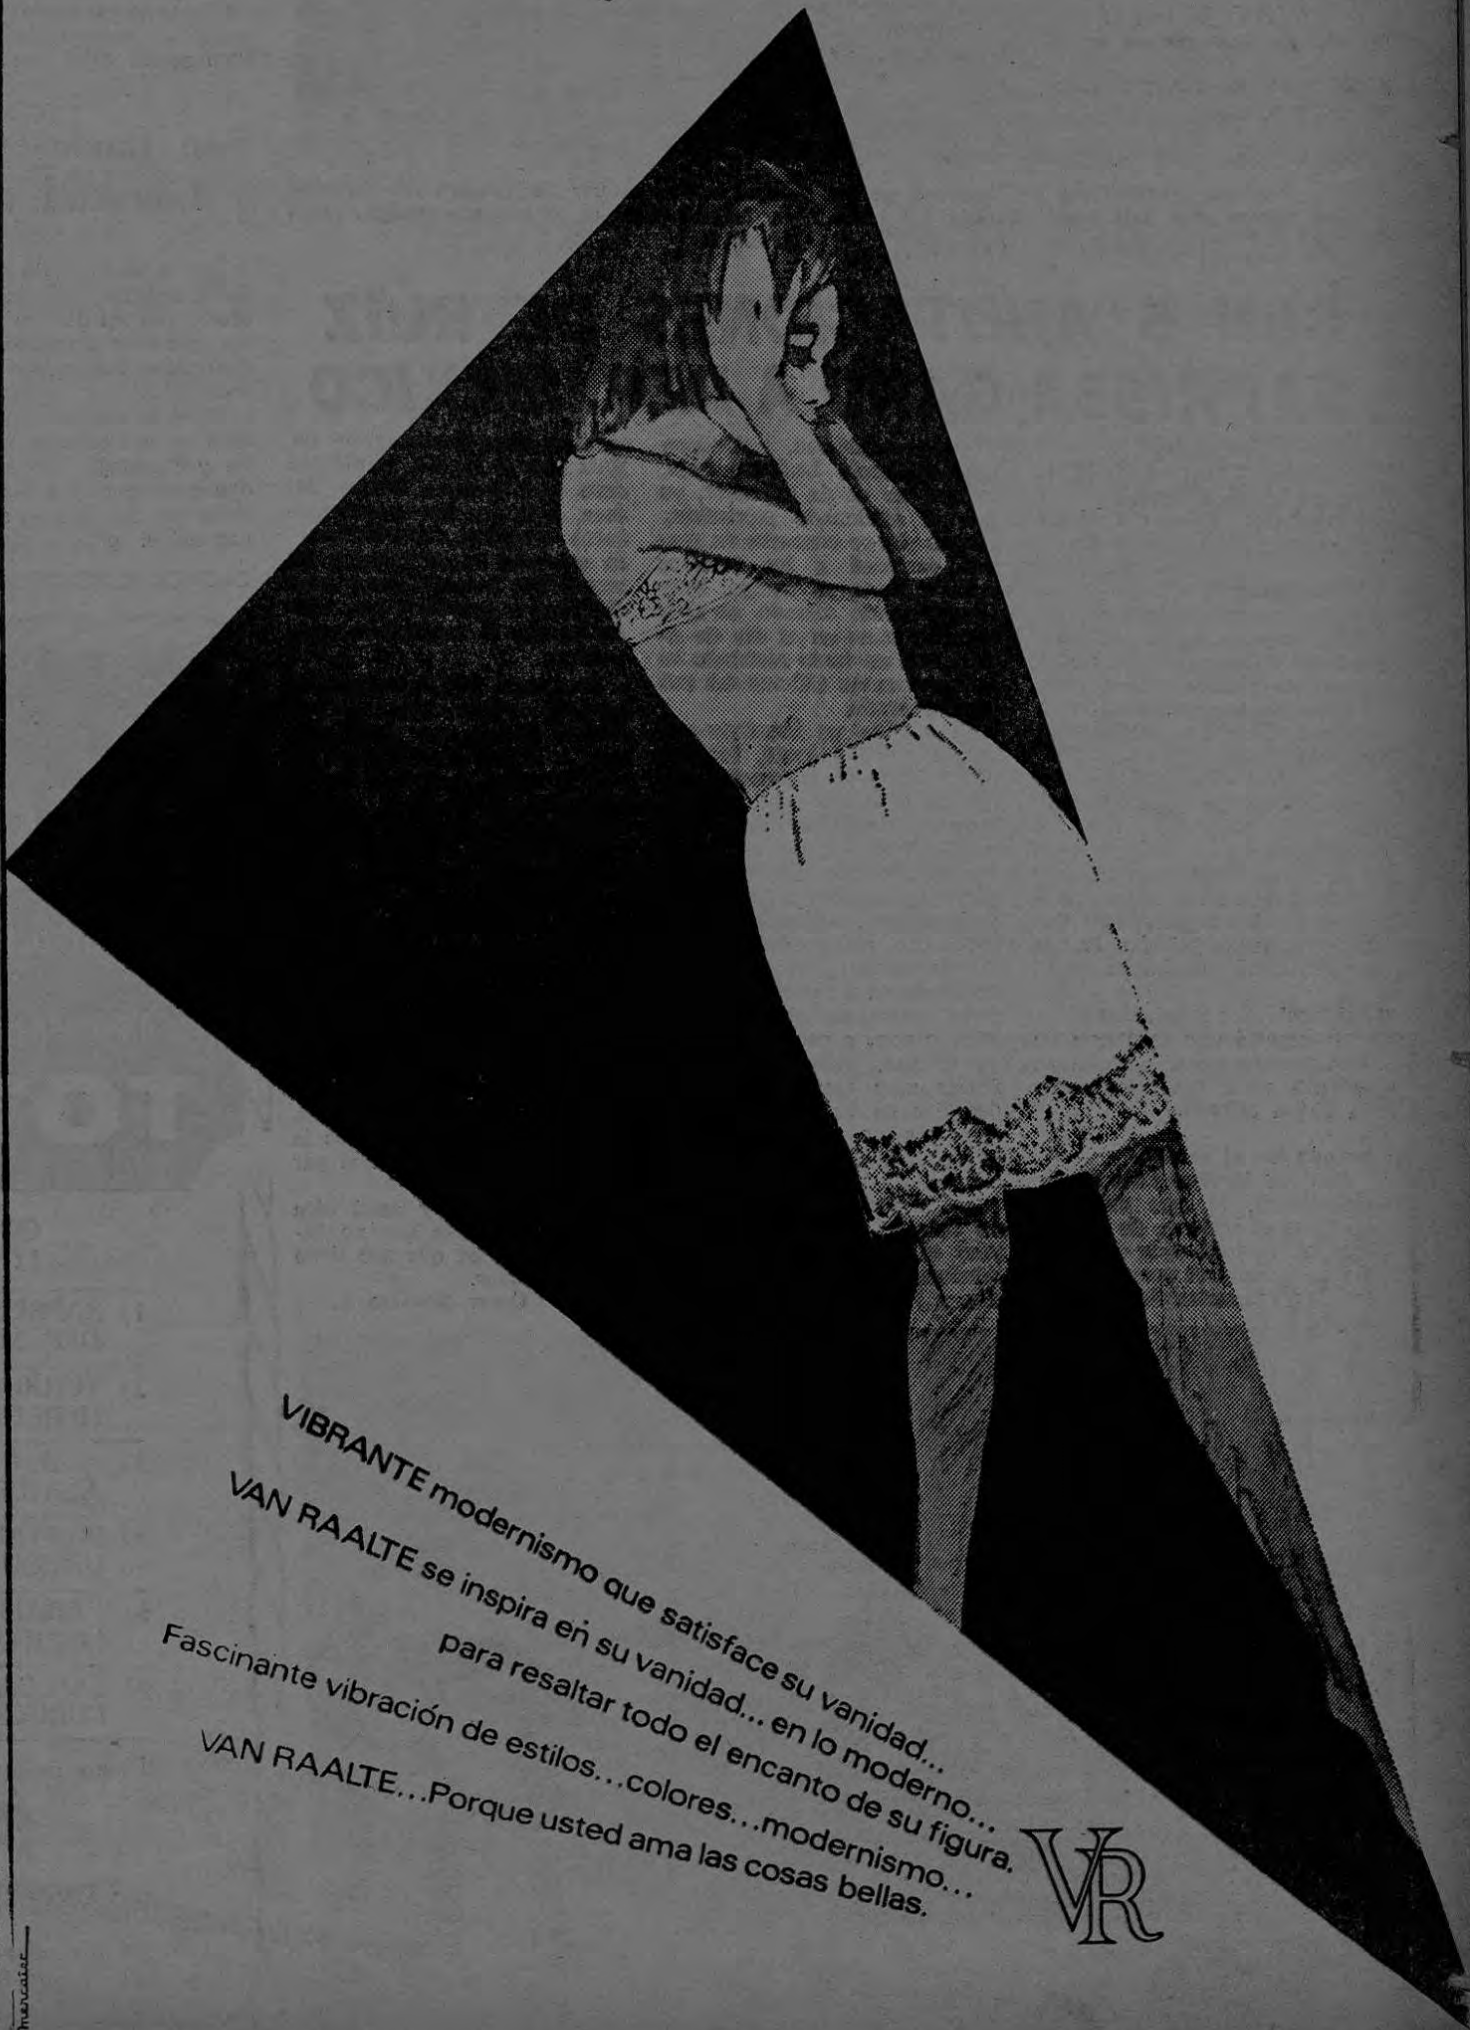 VIBRANTE modernismo que satisface su vanidad...
VAN RAALTE se inspira en su vanidad... en lo moderno...
para resaltar todo el encanto de su figura.
Fascinante vibración de estilos...colores...modernismo...
VAN RAALTE...Porque usted ama las cosas bellas.
VR